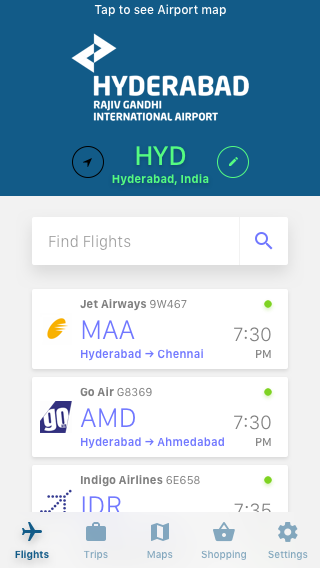 Tap to see Airport map
HYDERABAD
RAJIV GANDHI
INTERNATIONAL AIRPORT
HYD
Hyderabad, India
Find Flights
Jet Airways 9W467
MAA
7:30
Hyderabad → Chennai
PM
Go Air G8369
go
AMD
7:30
Hyderabad → Ahmedabad
PM
Indigo Airlines 6E658
IDR
7:35
Flights
Trips
Maps
Shopping
Settings